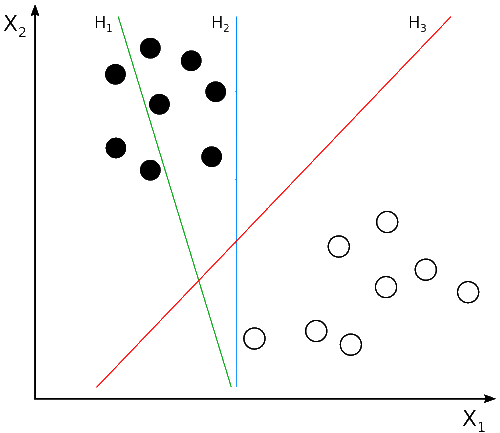 X₂
H₁ H₂ H₃
X₁